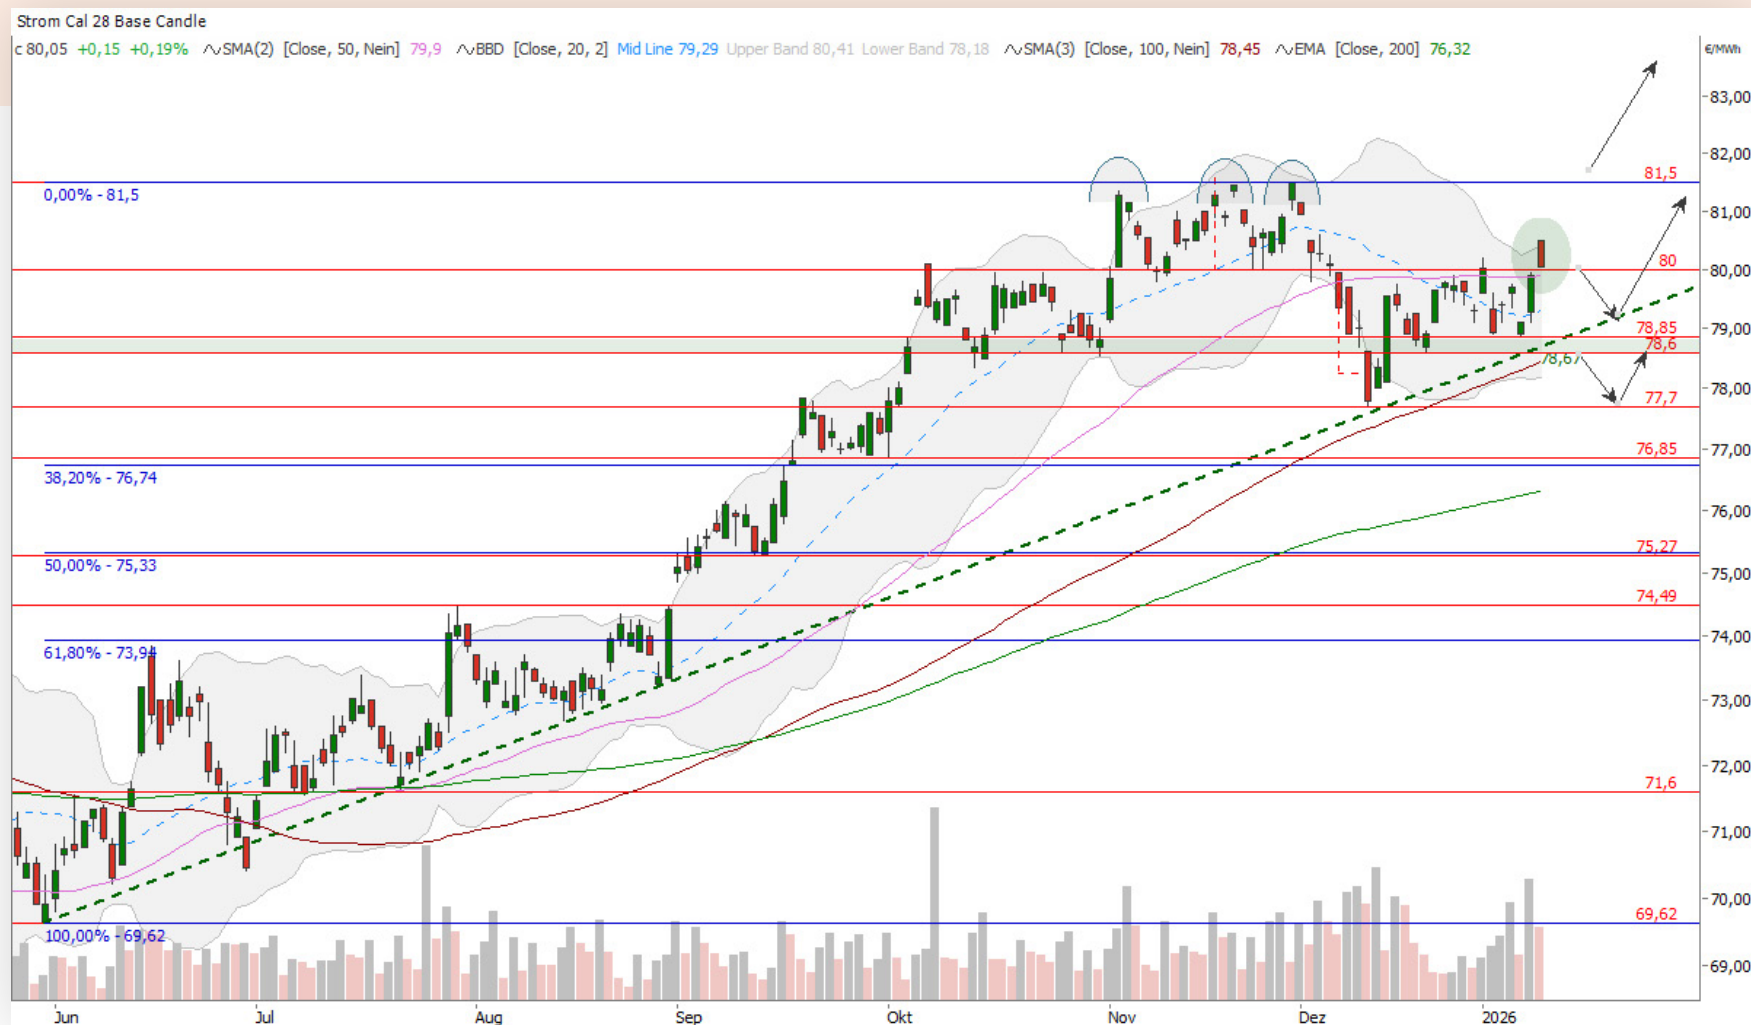 Strom Cal 28 Base Candle
c 80,05 +0,15 +0,19% SMA(2) [Close, 50, Nein] 79,9 BBD [Close, 20, 2] Mid Line 79,29 Upper Band 80,41 Lower Band 78,18 SMA(3) [Close, 100, Nein] 78,45 EMA [Close, 200] 76,32
€/MWh
83,00
82,00
81,5
0,00% - 81,5
81,00
80
80,00
79,00
78,85
78,6
78,67
78,00
77,7
77,00
76,85
38,20% - 76,74
76,00
75,27
50,00% - 75,33
75,00
74,49
74,00
61,80% - 73,94
73,00
72,00
71,6
71,00
70,00
69,62
100,00% - 69,62
69,00
Jun Jul Aug Sep Okt Nov Dez 2026